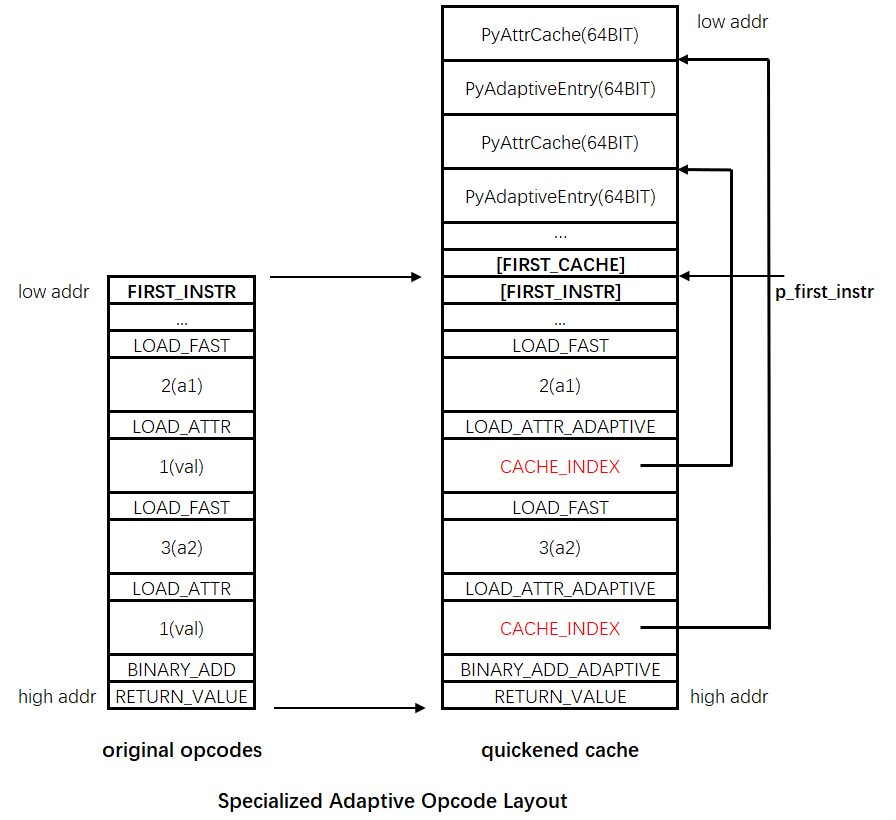 low addr
FIRST_INSTR
...
LOAD_FAST
2(a1)
LOAD_ATTR
1(val)
LOAD_FAST
3(a2)
LOAD_ATTR
1(val)
BINARY_ADD
high addr
RETURN_VALUE
original opcodes
PyAttrCache(64BIT)
low addr
PyAdaptiveEntry(64BIT)
PyAttrCache(64BIT)
PyAdaptiveEntry(64BIT)
...
[FIRST_CACHE]
[FIRST_INSTR]
p_first_instr
...
LOAD_FAST
2(a1)
LOAD_ATTR_ADAPTIVE
CACHE_INDEX
LOAD_FAST
3(a2)
LOAD_ATTR_ADAPTIVE
CACHE_INDEX
BINARY_ADD_ADAPTIVE
RETURN_VALUE
high addr
quickened cache
Specialized Adaptive Opcode Layout